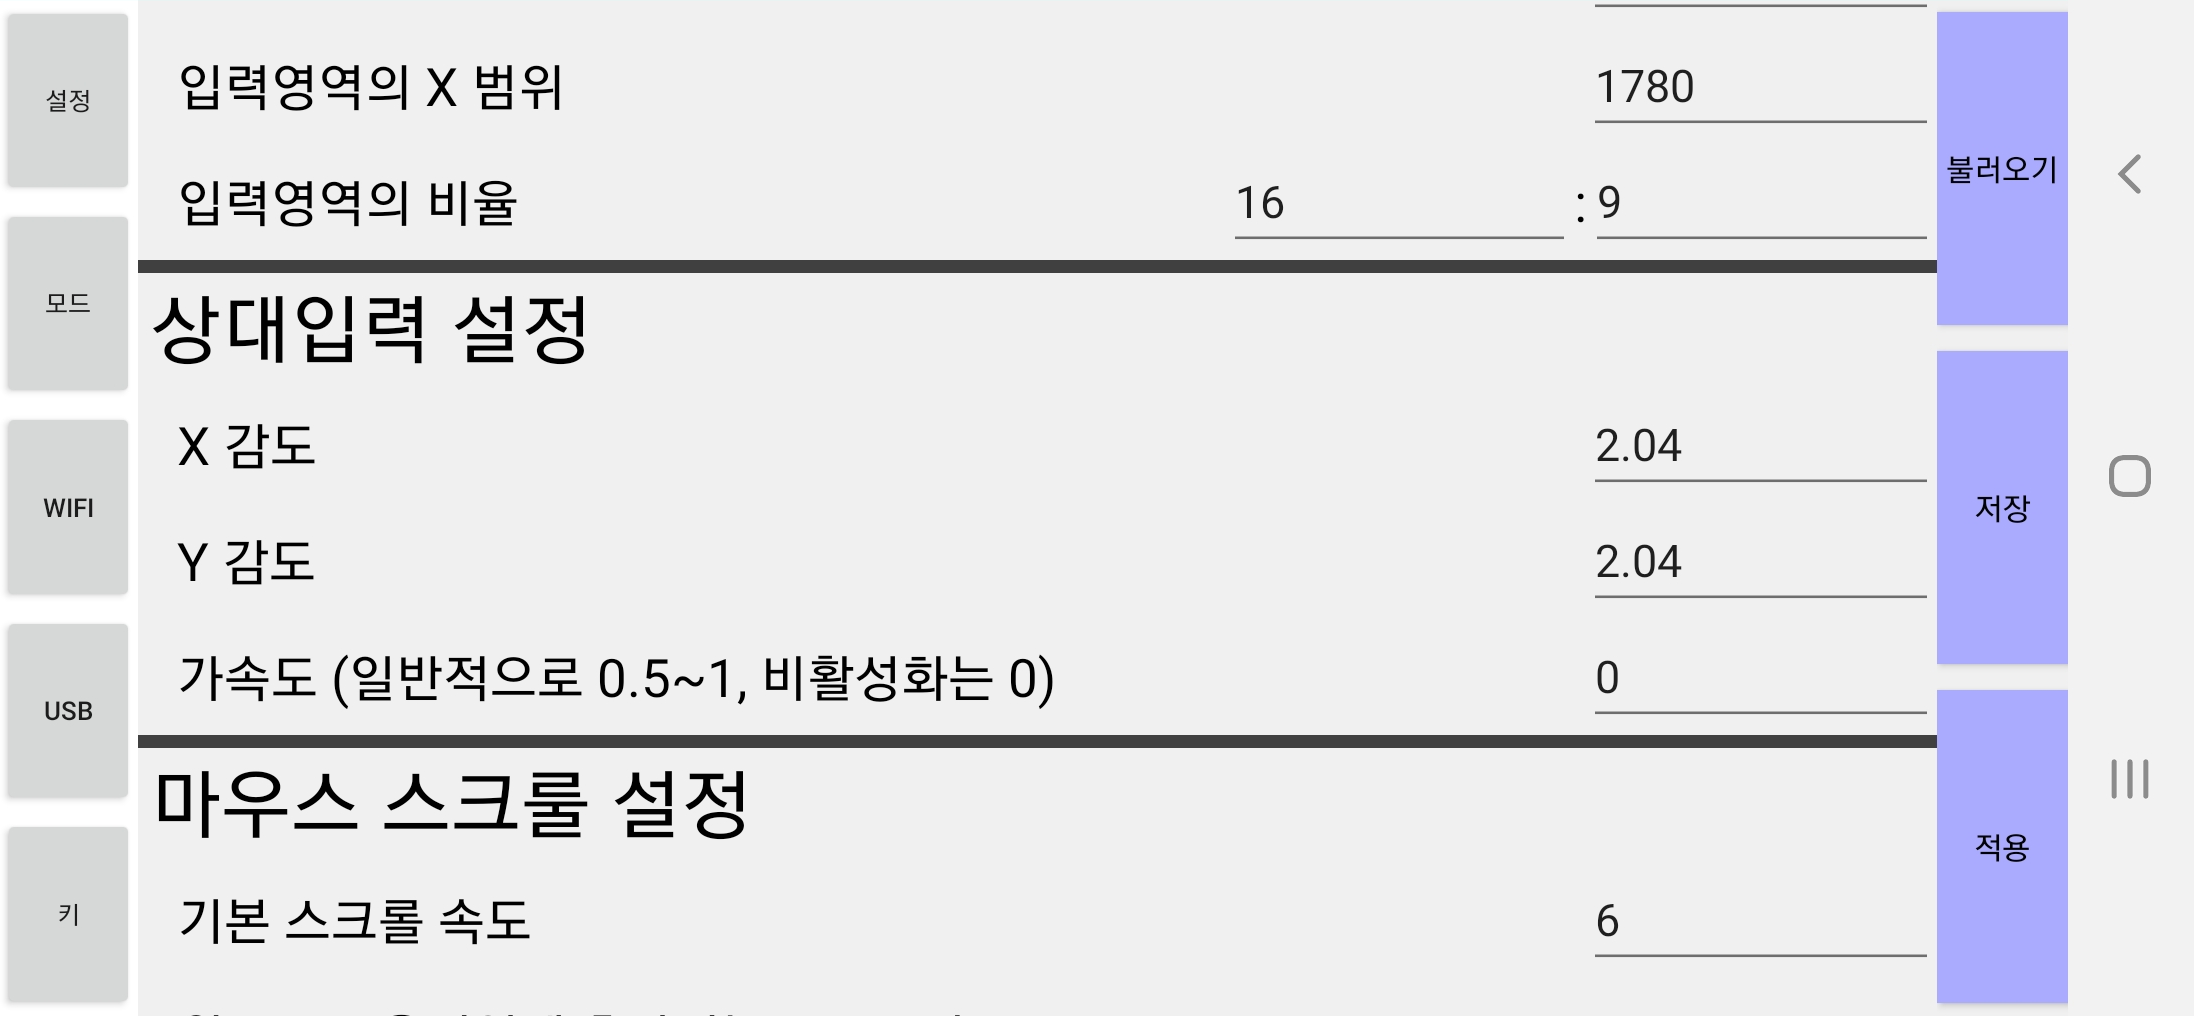 설정
모드
WIFI
USB
키
입력영역의 X 범위 1780
입력영역의 비율 16 : 9
상대입력 설정
X 감도 2.04
Y 감도 2.04
가속도 (일반적으로 0.5~1, 비활성화는 0) 0
마우스 스크룰 설정
기본 스크롤 속도 6
불러오기
저장
적용